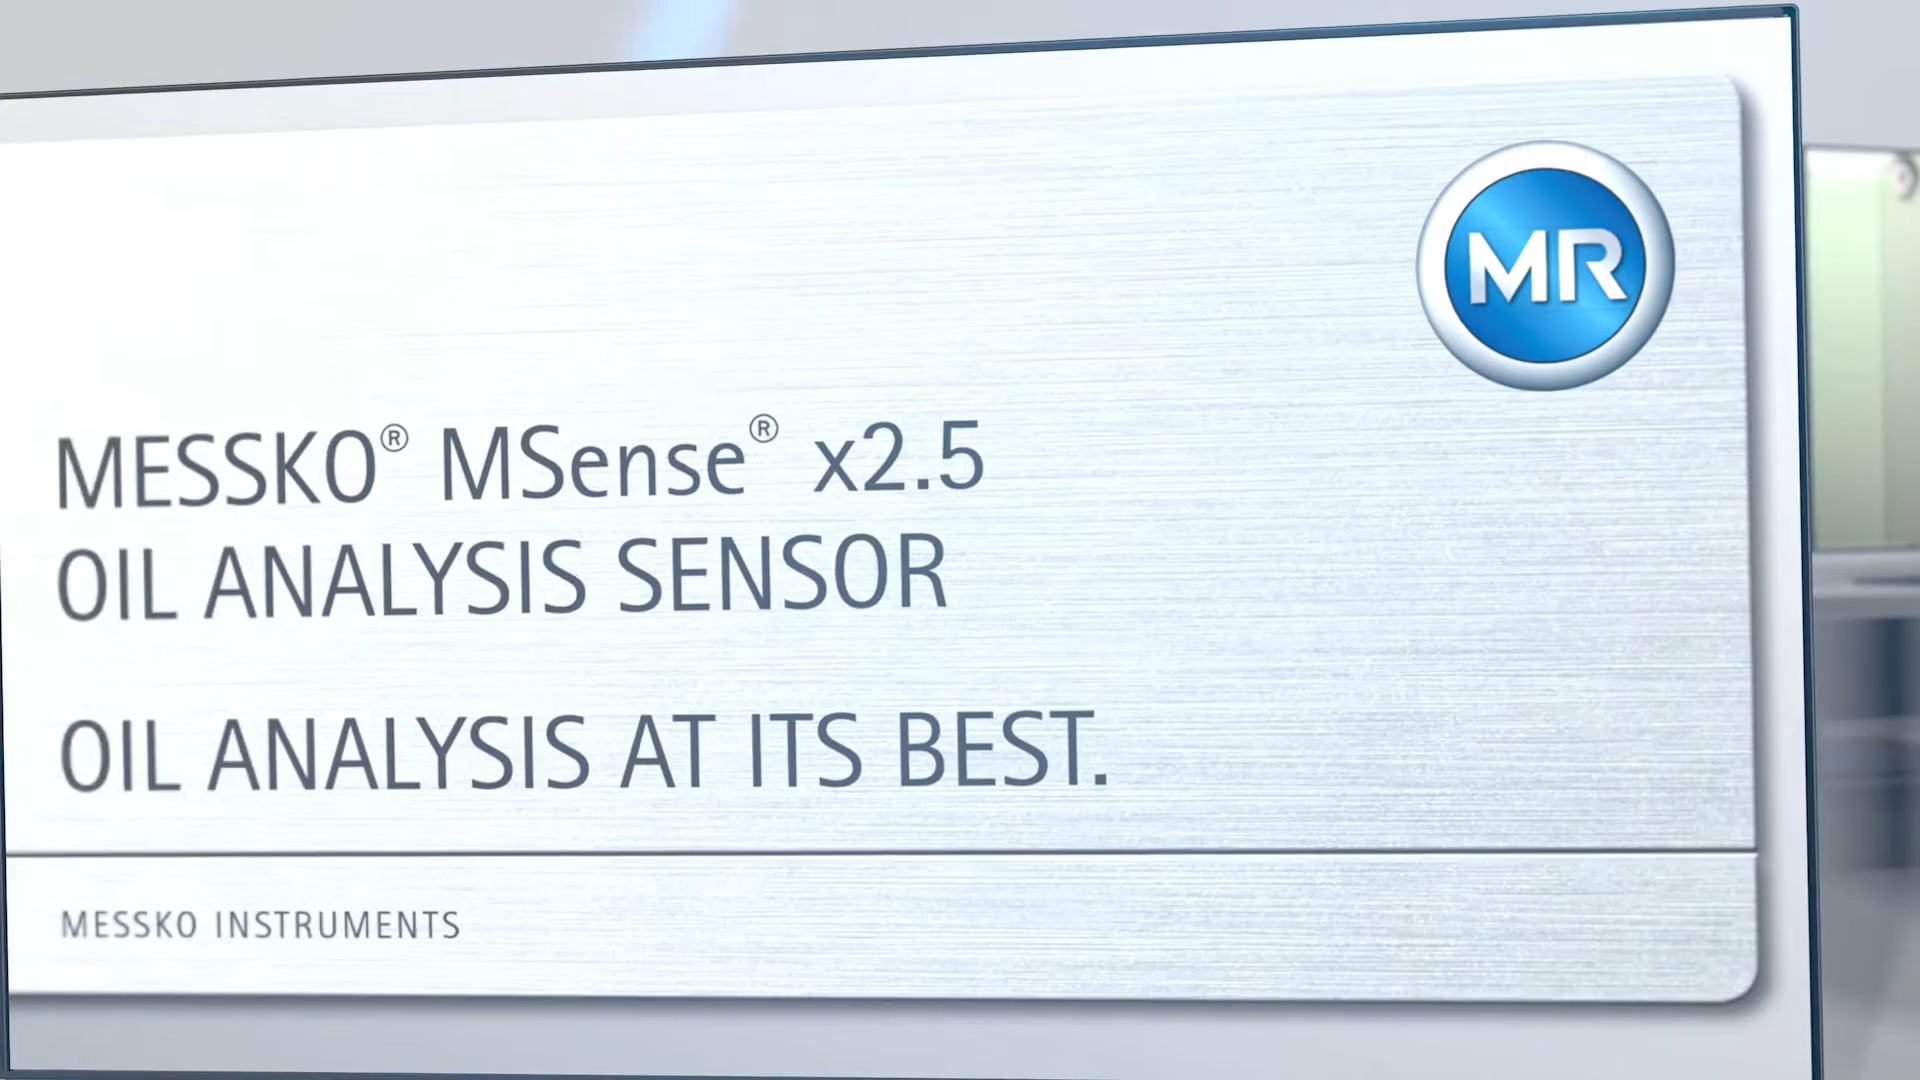 MR
MESSKO® MSense® x2.5
OIL ANALYSIS SENSOR
OIL ANALYSIS AT ITS BEST.
MESSKO INSTRUMENTS